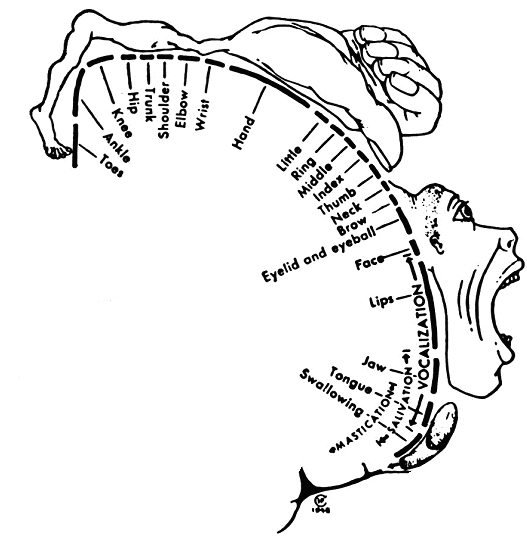 Toes
Ankle
Knee
Hip
Trunk
Shoulder
Elbow
Wrist
Hand
Little
Ring
Middle
Index
Thumb
Neck
Brow
Eyelid and eyeball
Face
Lips
VOCALIZATION
Jaw
Tongue
Swallowing
SALIVATION
MASTICATION